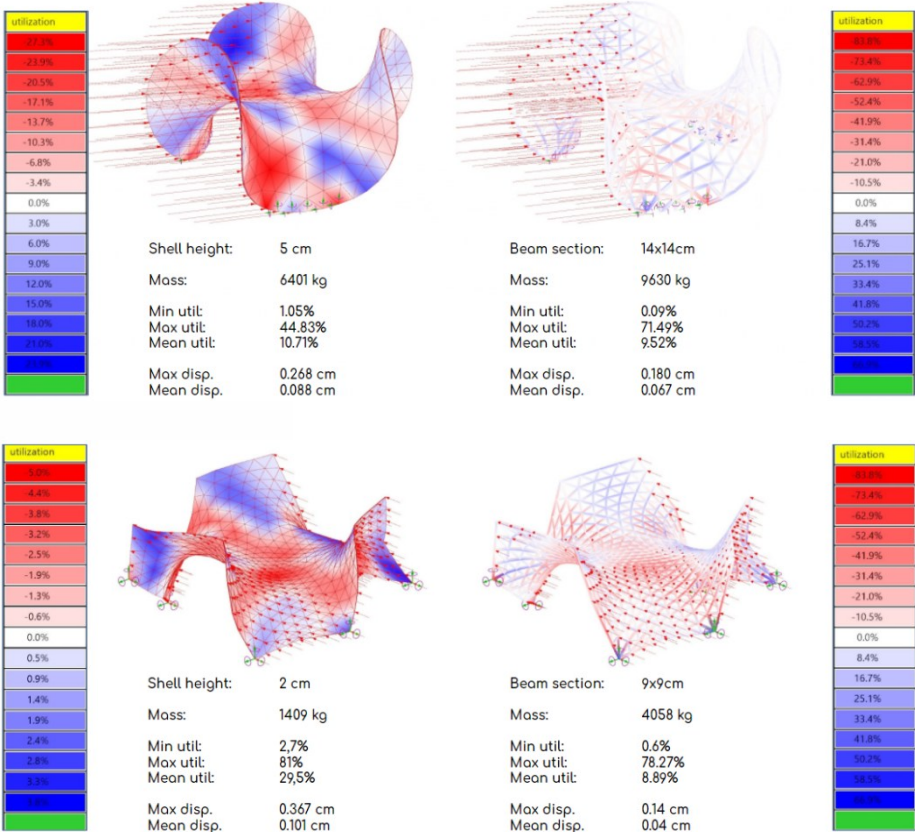 utilization
-27.3%
-23.9%
-20.5%
-17.1%
-13.7%
-10.3%
-6.8%
-3.4%
0.0%
3.0%
6.0%
9.0%
12.0%
15.0%
18.0%
21.0%
Shell height: 5 cm
Mass: 6401 kg
Min util: 1.05%
Max util: 44.83%
Mean util: 10.71%
Max disp. 0.268 cm
Mean disp. 0.088 cm
Beam section: 14x14cm
Mass: 9630 kg
Min util: 0.09%
Max util: 71.49%
Mean util: 9.52%
Max disp. 0.180 cm
Mean disp. 0.067 cm
utilization
-83.8%
-73.4%
-62.9%
-52.4%
-41.9%
-31.4%
-21.0%
-10.5%
0.0%
8.4%
16.7%
25.1%
33.4%
41.8%
50.2%
58.5%
utilization
-5.0%
-4.4%
-3.8%
-3.2%
-2.5%
-1.9%
-1.3%
-0.6%
0.0%
0.5%
0.9%
1.4%
1.9%
2.4%
2.8%
3.3%
Shell height: 2 cm
Mass: 1409 kg
Min util: 2,7%
Max util: 81%
Mean util: 29,5%
Max disp. 0.367 cm
Mean disp. 0.101 cm
Beam section: 9x9cm
Mass: 4058 kg
Min util: 0.6%
Max util: 78.27%
Mean util: 8.89%
Max disp. 0.14 cm
Mean disp. 0.04 cm
utilization
-83.8%
-73.4%
-62.9%
-52.4%
-41.9%
-31.4%
-21.0%
-10.5%
0.0%
8.4%
16.7%
25.1%
33.4%
41.8%
50.2%
58.5%